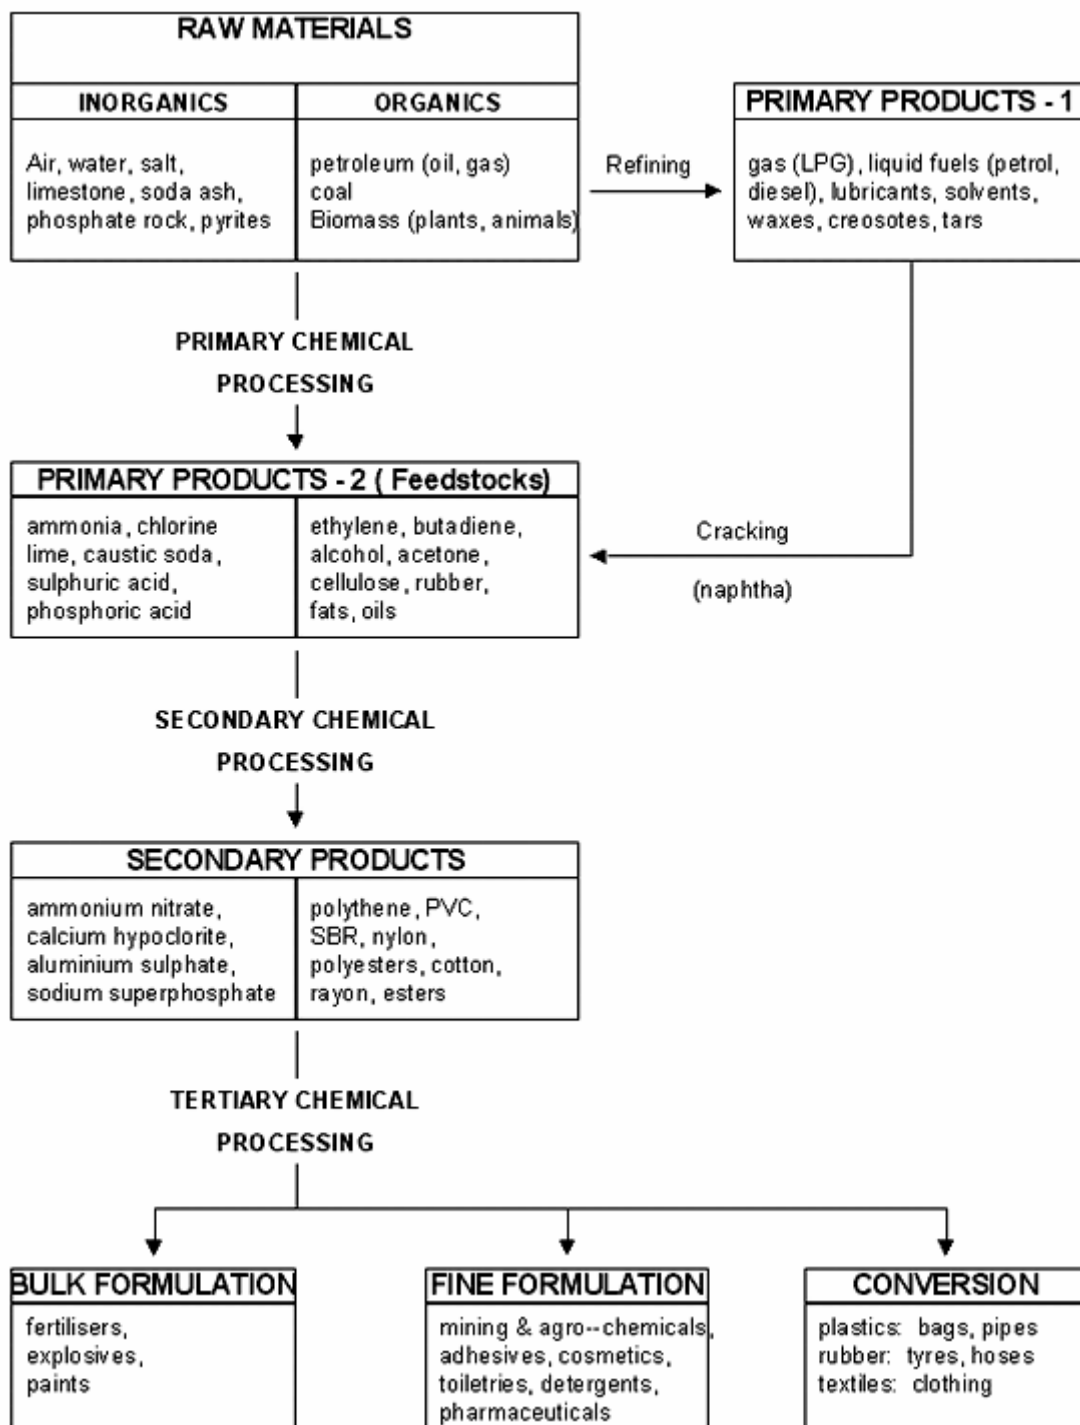 RAW MATERIALS
INORGANICS
ORGANICS
Air, water, salt,
limestone, soda ash,
phosphate rock, pyrites
petroleum (oil, gas)
coal
Biomass (plants, animals)
Refining
PRIMARY PRODUCTS - 1
gas (LPG), liquid fuels (petrol,
diesel), lubricants, solvents,
waxes, creosotes, tars
PRIMARY CHEMICAL
PROCESSING
PRIMARY PRODUCTS - 2 ( Feedstocks)
ammonia, chlorine
lime, caustic soda,
sulphuric acid,
phosphoric acid
ethylene, butadiene,
alcohol, acetone,
cellulose, rubber,
fats, oils
Cracking
(naphtha)
SECONDARY CHEMICAL
PROCESSING
SECONDARY PRODUCTS
ammonium nitrate,
calcium hypoclorite,
aluminium sulphate,
sodium superphosphate
polythene, PVC,
SBR, nylon,
polyesters, cotton,
rayon, esters
TERTIARY CHEMICAL
PROCESSING
BULK FORMULATION
fertilisers,
explosives,
paints
FINE FORMULATION
mining & agro--chemicals,
adhesives, cosmetics,
toiletries, detergents,
pharmaceuticals
CONVERSION
plastics: bags, pipes
rubber: tyres, hoses
textiles: clothing